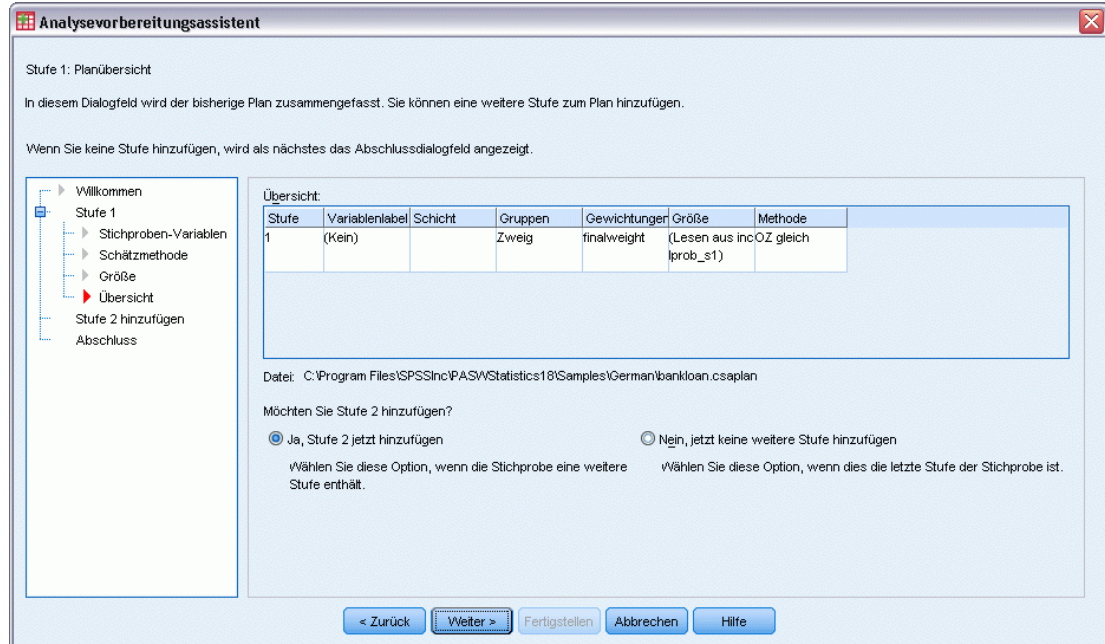 Analysevorbereitungsassistent
Stufe 1: Planübersicht
In diesem Dialogfeld wird der bisherige Plan zusammengefasst. Sie können eine weitere Stufe zum Plan hinzufügen.
Wenn Sie keine Stufe hinzufügen, wird als nächstes das Abschlussdialogfeld angezeigt.
Willkommen
Stufe 1
Stichproben-Variablen
Schätzmethode
Größe
Übersicht
Stufe 2 hinzufügen
Abschluss
Übersicht:
Stufe Variablenlabel Schicht Gruppen Gewichtungen Größe Methode
1 (Kein) Zweig finalweight (Lesen aus inc OZ gleich
lprob_s1)
Datei: C:\Program Files\SPSSInc\PASWStatistics18\Samples\German\bankloan.csaplan
Möchten Sie Stufe 2 hinzufügen?
Ja, Stufe 2 jetzt hinzufügen Nein, jetzt keine weitere Stufe hinzufügen
Wählen Sie diese Option, wenn die Stichprobe eine weitere Wählen Sie diese Option, wenn dies die letzte Stufe der Stichprobe ist.
Stufe enthält.
< Zurück Weiter > Fertigstellen Abbrechen Hilfe